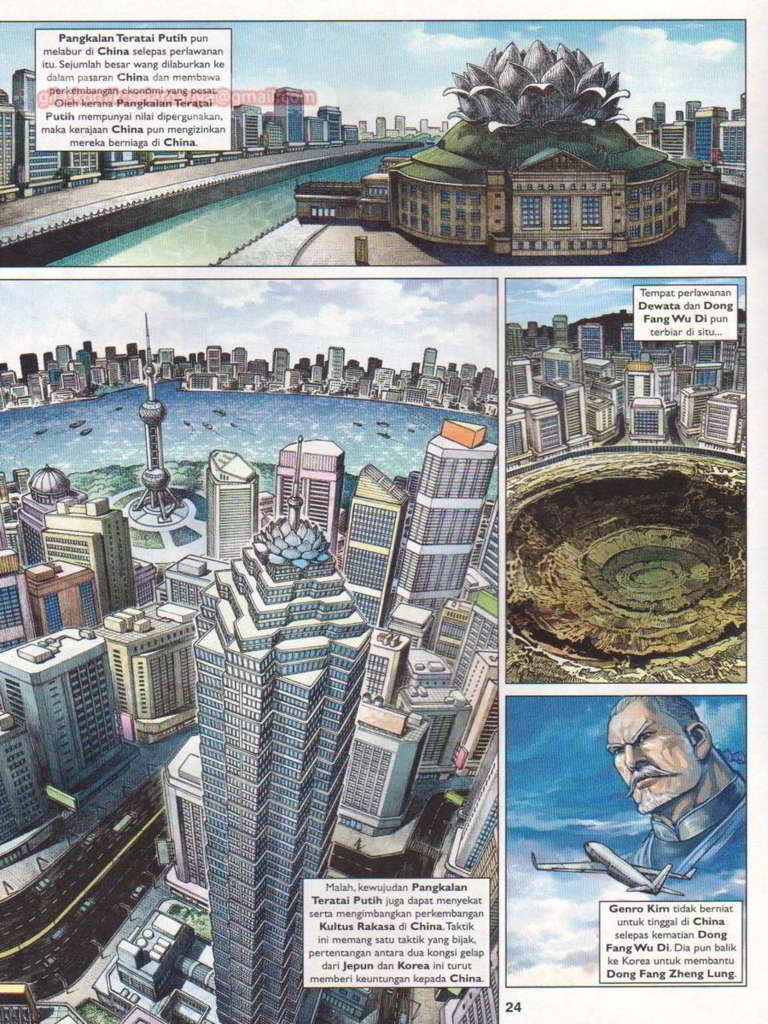 Pangkalan Teratai Putih pun
melabur di China selepas perlawanan
itu. Sejumlah besar wang dilaburkan ke
dalam pasaran China dan membawa
perkembangan ekonomi yang pesat.
Oleh kerana Pangkalan Teratai
Putih mempunyai nilai dipergunakan,
maka kerajaan China pun mengizinkan
mereka berniaga di China.
Tempat perlawanan
Dewata dan Dong
Fang Wu Di pun
terbiar di situ...
Malah, kewujudan Pangkalan
Teratai Putih juga dapat menyekat
serta mengimbangkan perkembangan
Kultus Rakasa di China. Taktik
ini memang satu taktik yang bijak,
pertentangan antara dua kongsi gelap
dari Jepun dan Korea ini turut
memberi keuntungan kepada China.
Genro Kim tidak berniat
untuk tinggal di China
selepas kematian Dong
Fang Wu Di. Dia pun balik
ke Korea untuk membantu
Dong Fang Zheng Lung.
24